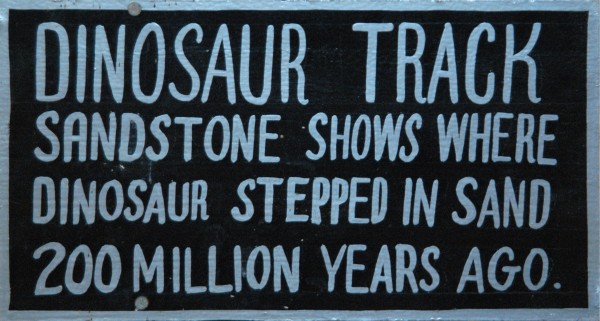 DINOSAUR TRACK
SANDSTONE SHOWS WHERE
DINOSAUR STEPPED IN SAND
200 MILLION YEARS AGO.